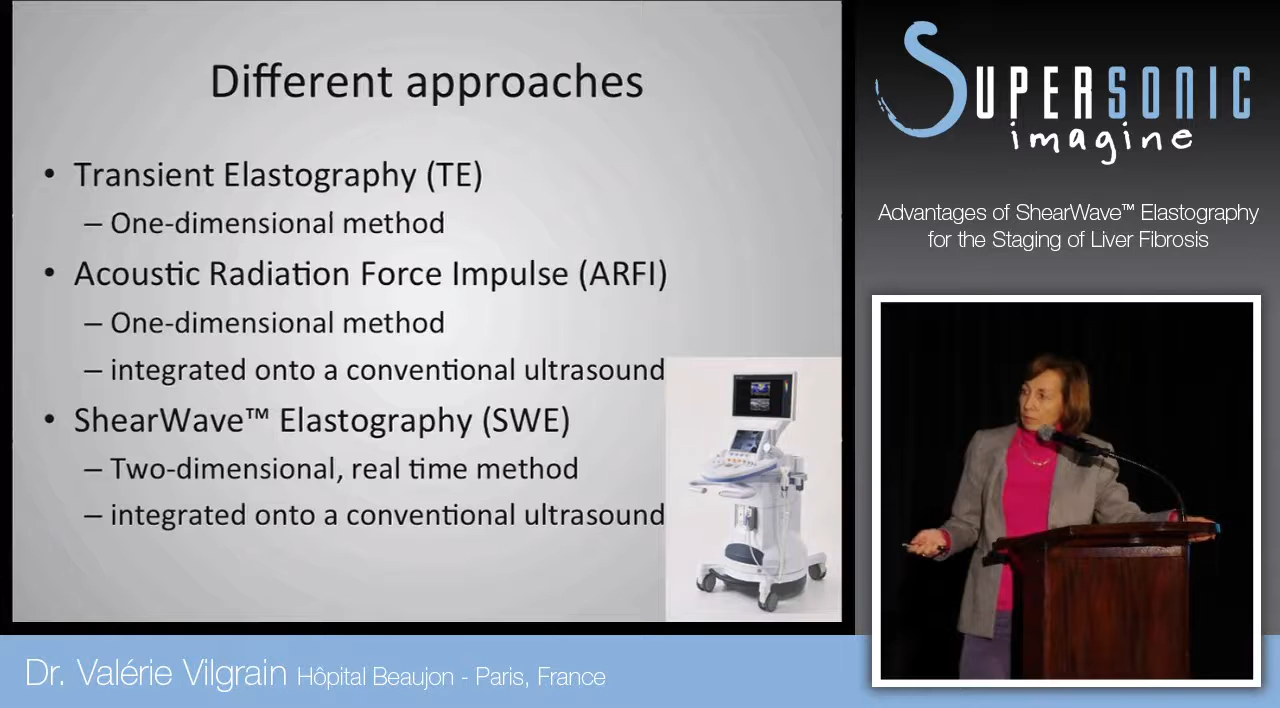 Different approaches
• Transient Elastography (TE)
– One-dimensional method
• Acoustic Radiation Force Impulse (ARFI)
– One-dimensional method
– integrated onto a conventional ultrasound
• ShearWave™ Elastography (SWE)
– Two-dimensional, real time method
– integrated onto a conventional ultrasound
SUPERSONIC
imagine
Advantages of ShearWave™ Elastography
for the Staging of Liver Fibrosis
Dr. Valérie Vilgrain Hôpital Beaujon - Paris, France